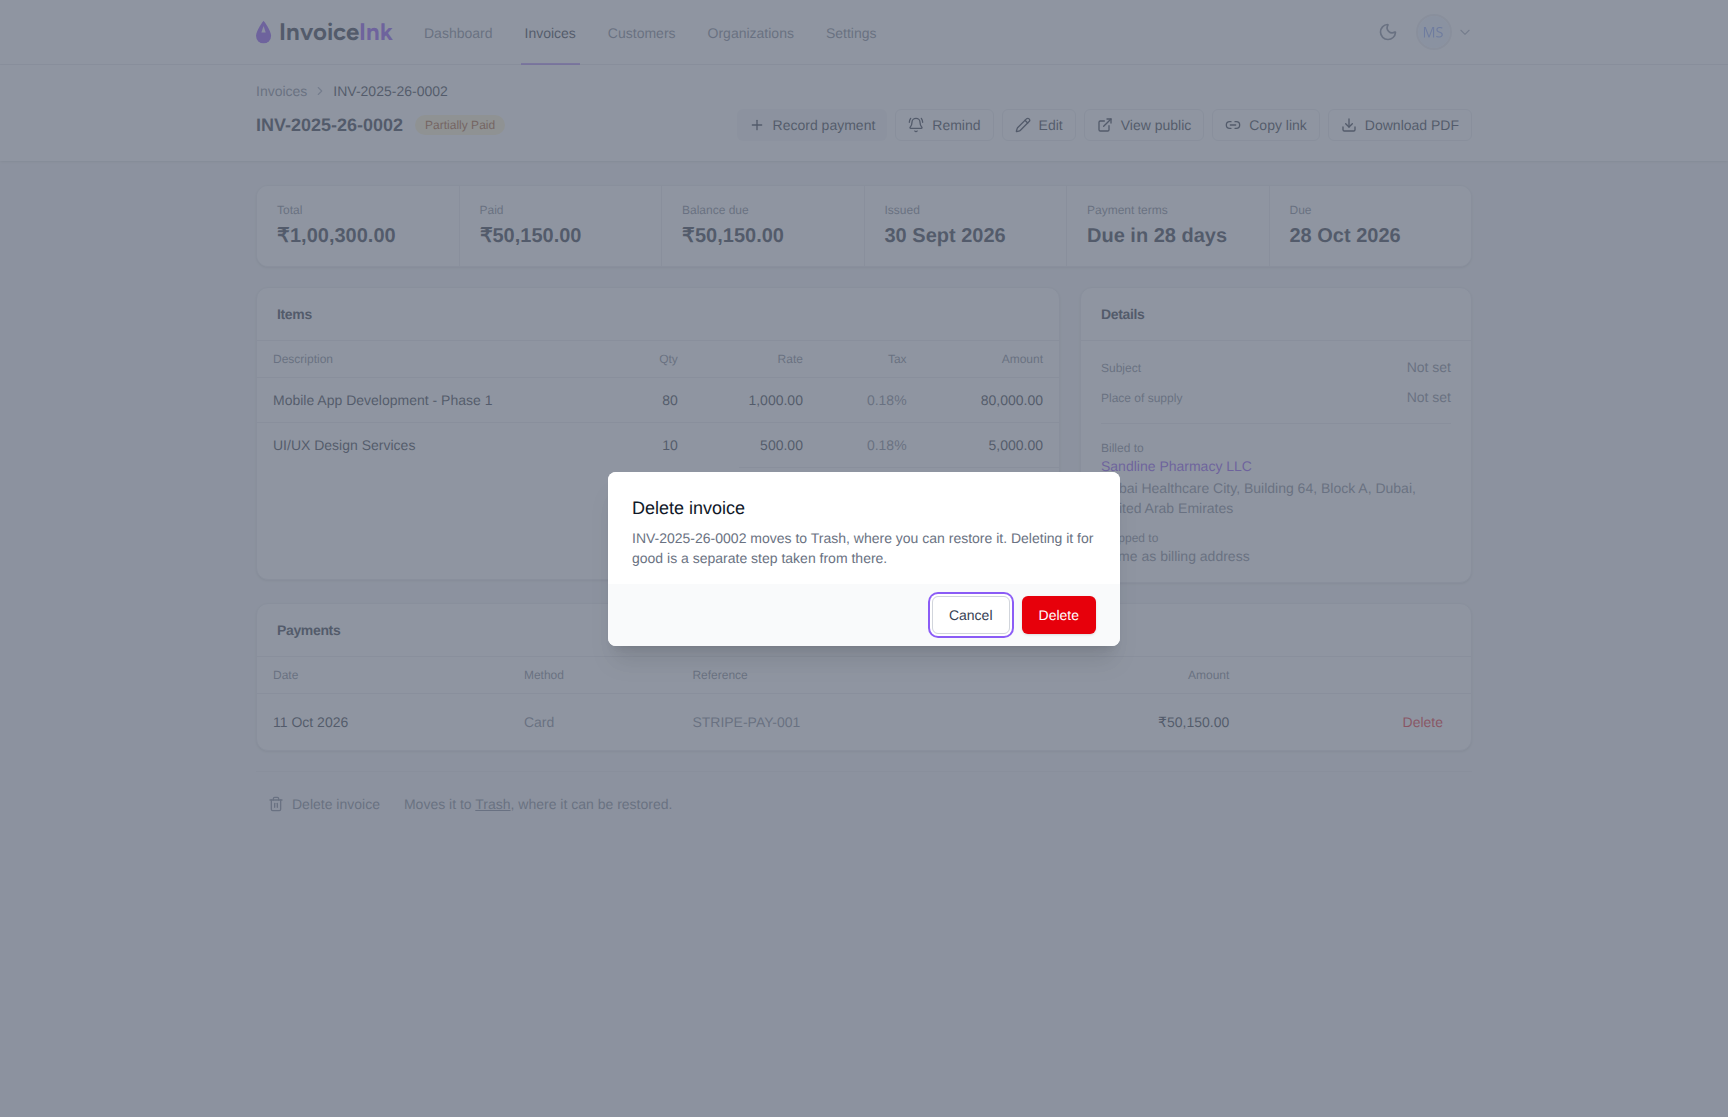 InvoiceInk Dashboard Invoices Customers Organizations Settings MS
Invoices INV-2025-26-0002
INV-2025-26-0002 Partially Paid Record payment Remind Edit View public Copy link Download PDF
Total Paid Balance due Issued Payment terms Due
₹1,00,300.00 ₹50,150.00 ₹50,150.00 30 Sept 2026 Due in 28 days 28 Oct 2026
Items
Description Qty Rate Tax Amount
Mobile App Development - Phase 1 80 1,000.00 0.18% 80,000.00
UI/UX Design Services 10 500.00 0.18% 5,000.00
Details
Subject Not set
Place of supply Not set
Billed to
Sandline Pharmacy LLC
Healthcare City, Building 64, Block A, Dubai,
Arab Emirates
to
as billing address
Delete invoice
INV-2025-26-0002 moves to Trash, where you can restore it. Deleting it for
good is a separate step taken from there.
Cancel Delete
Payments
Date Method Reference Amount
11 Oct 2026 Card STRIPE-PAY-001 ₹50,150.00 Delete
Delete invoice Moves it to Trash, where it can be restored.